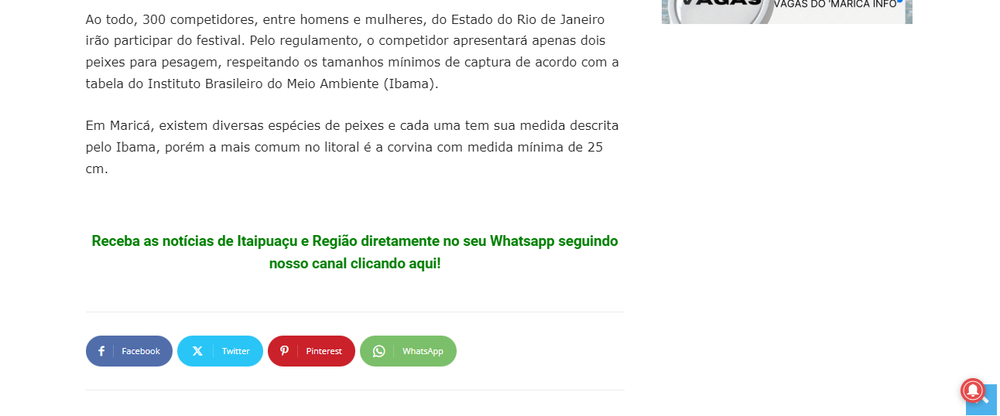 Ao todo, 300 competidores, entre homens e mulheres, do Estado do Rio de Janeiro
irão participar do festival. Pelo regulamento, o competidor apresentará apenas dois
peixes para pesagem, respeitando os tamanhos mínimos de captura de acordo com a
tabela do Instituto Brasileiro do Meio Ambiente (Ibama).
Em Maricá, existem diversas espécies de peixes e cada uma tem sua medida descrita
pelo Ibama, porém a mais comum no litoral é a corvina com medida mínima de 25
cm.
Receba as notícias de Itaipuaçu e Região diretamente no seu Whatsapp seguindo
nosso canal clicando aqui!
Facebook
Twitter
Pinterest
WhatsApp
VAGAS
VAGAS DO 'MARICÁ INFO'